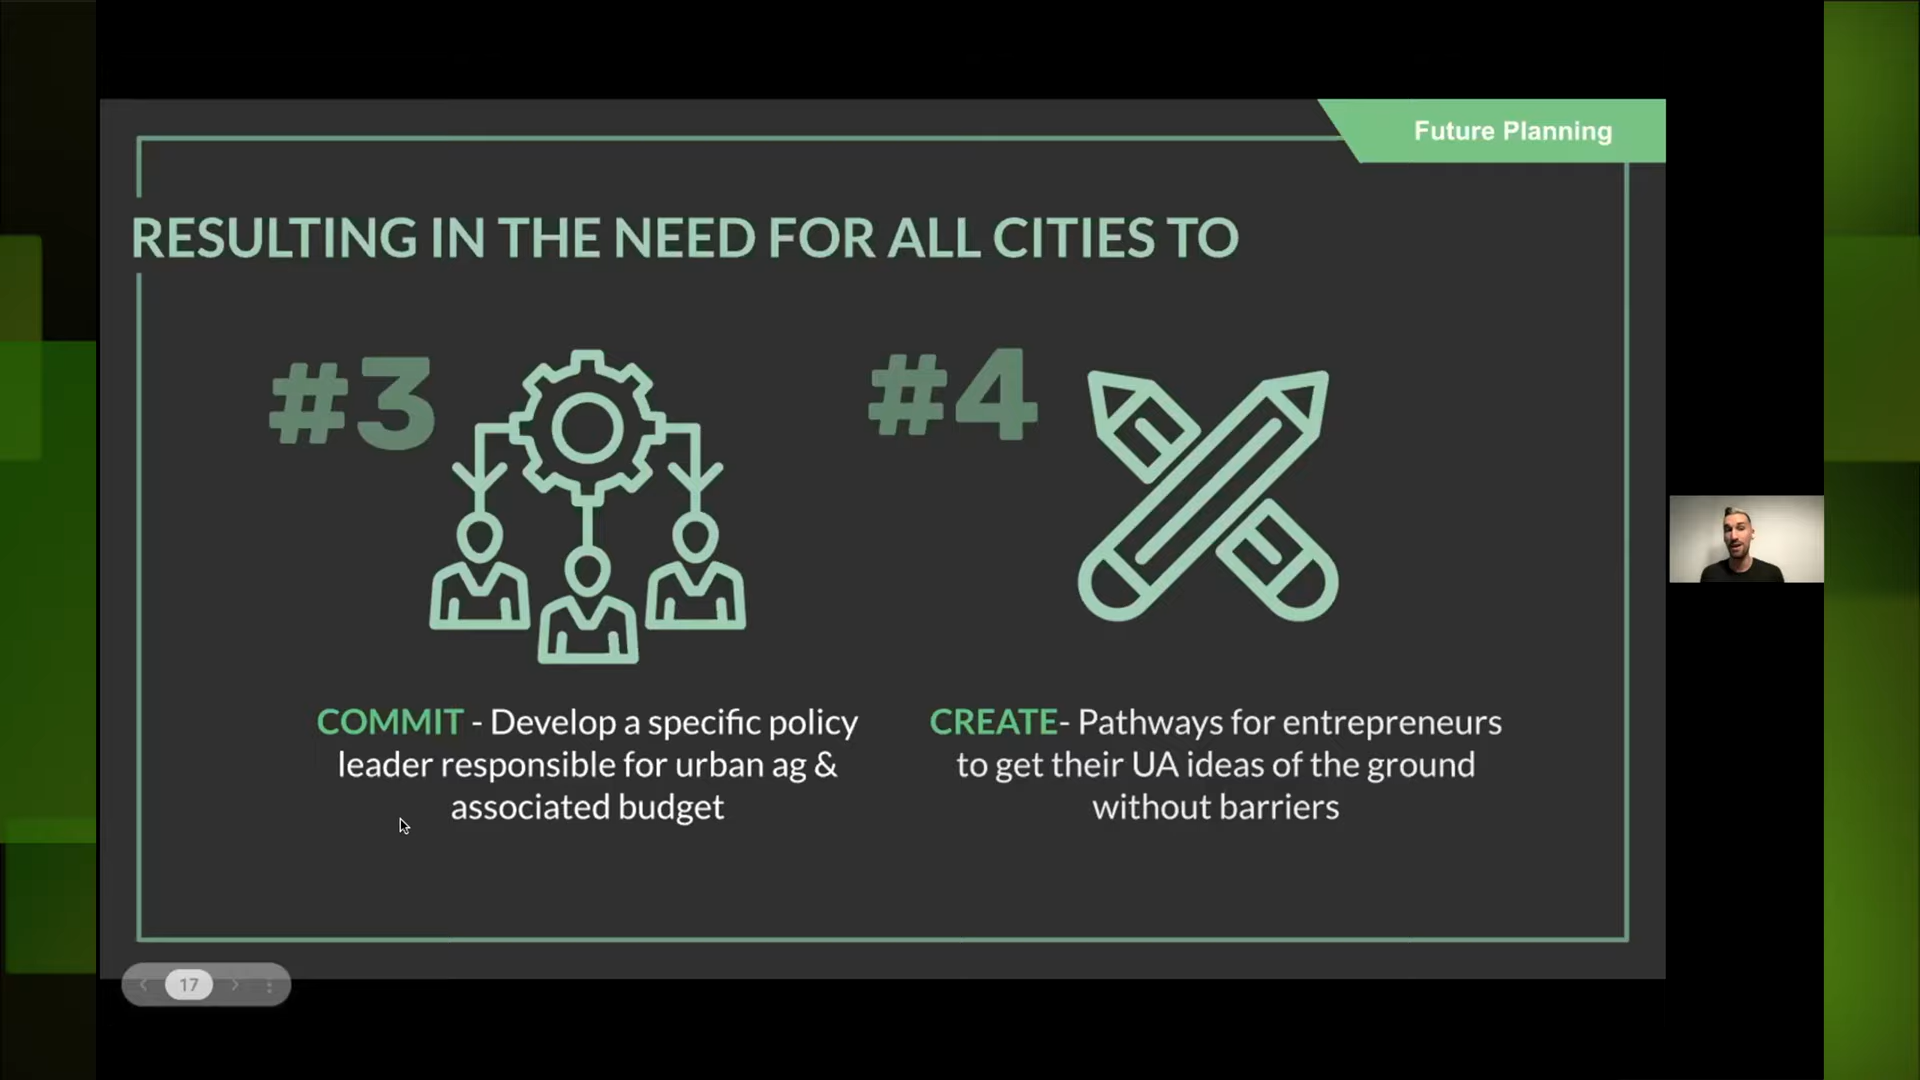 Future Planning
RESULTING IN THE NEED FOR ALL CITIES TO
#3
#4
COMMIT - Develop a specific policy
leader responsible for urban ag &
associated budget
CREATE- Pathways for entrepreneurs
to get their UA ideas of the ground
without barriers
17